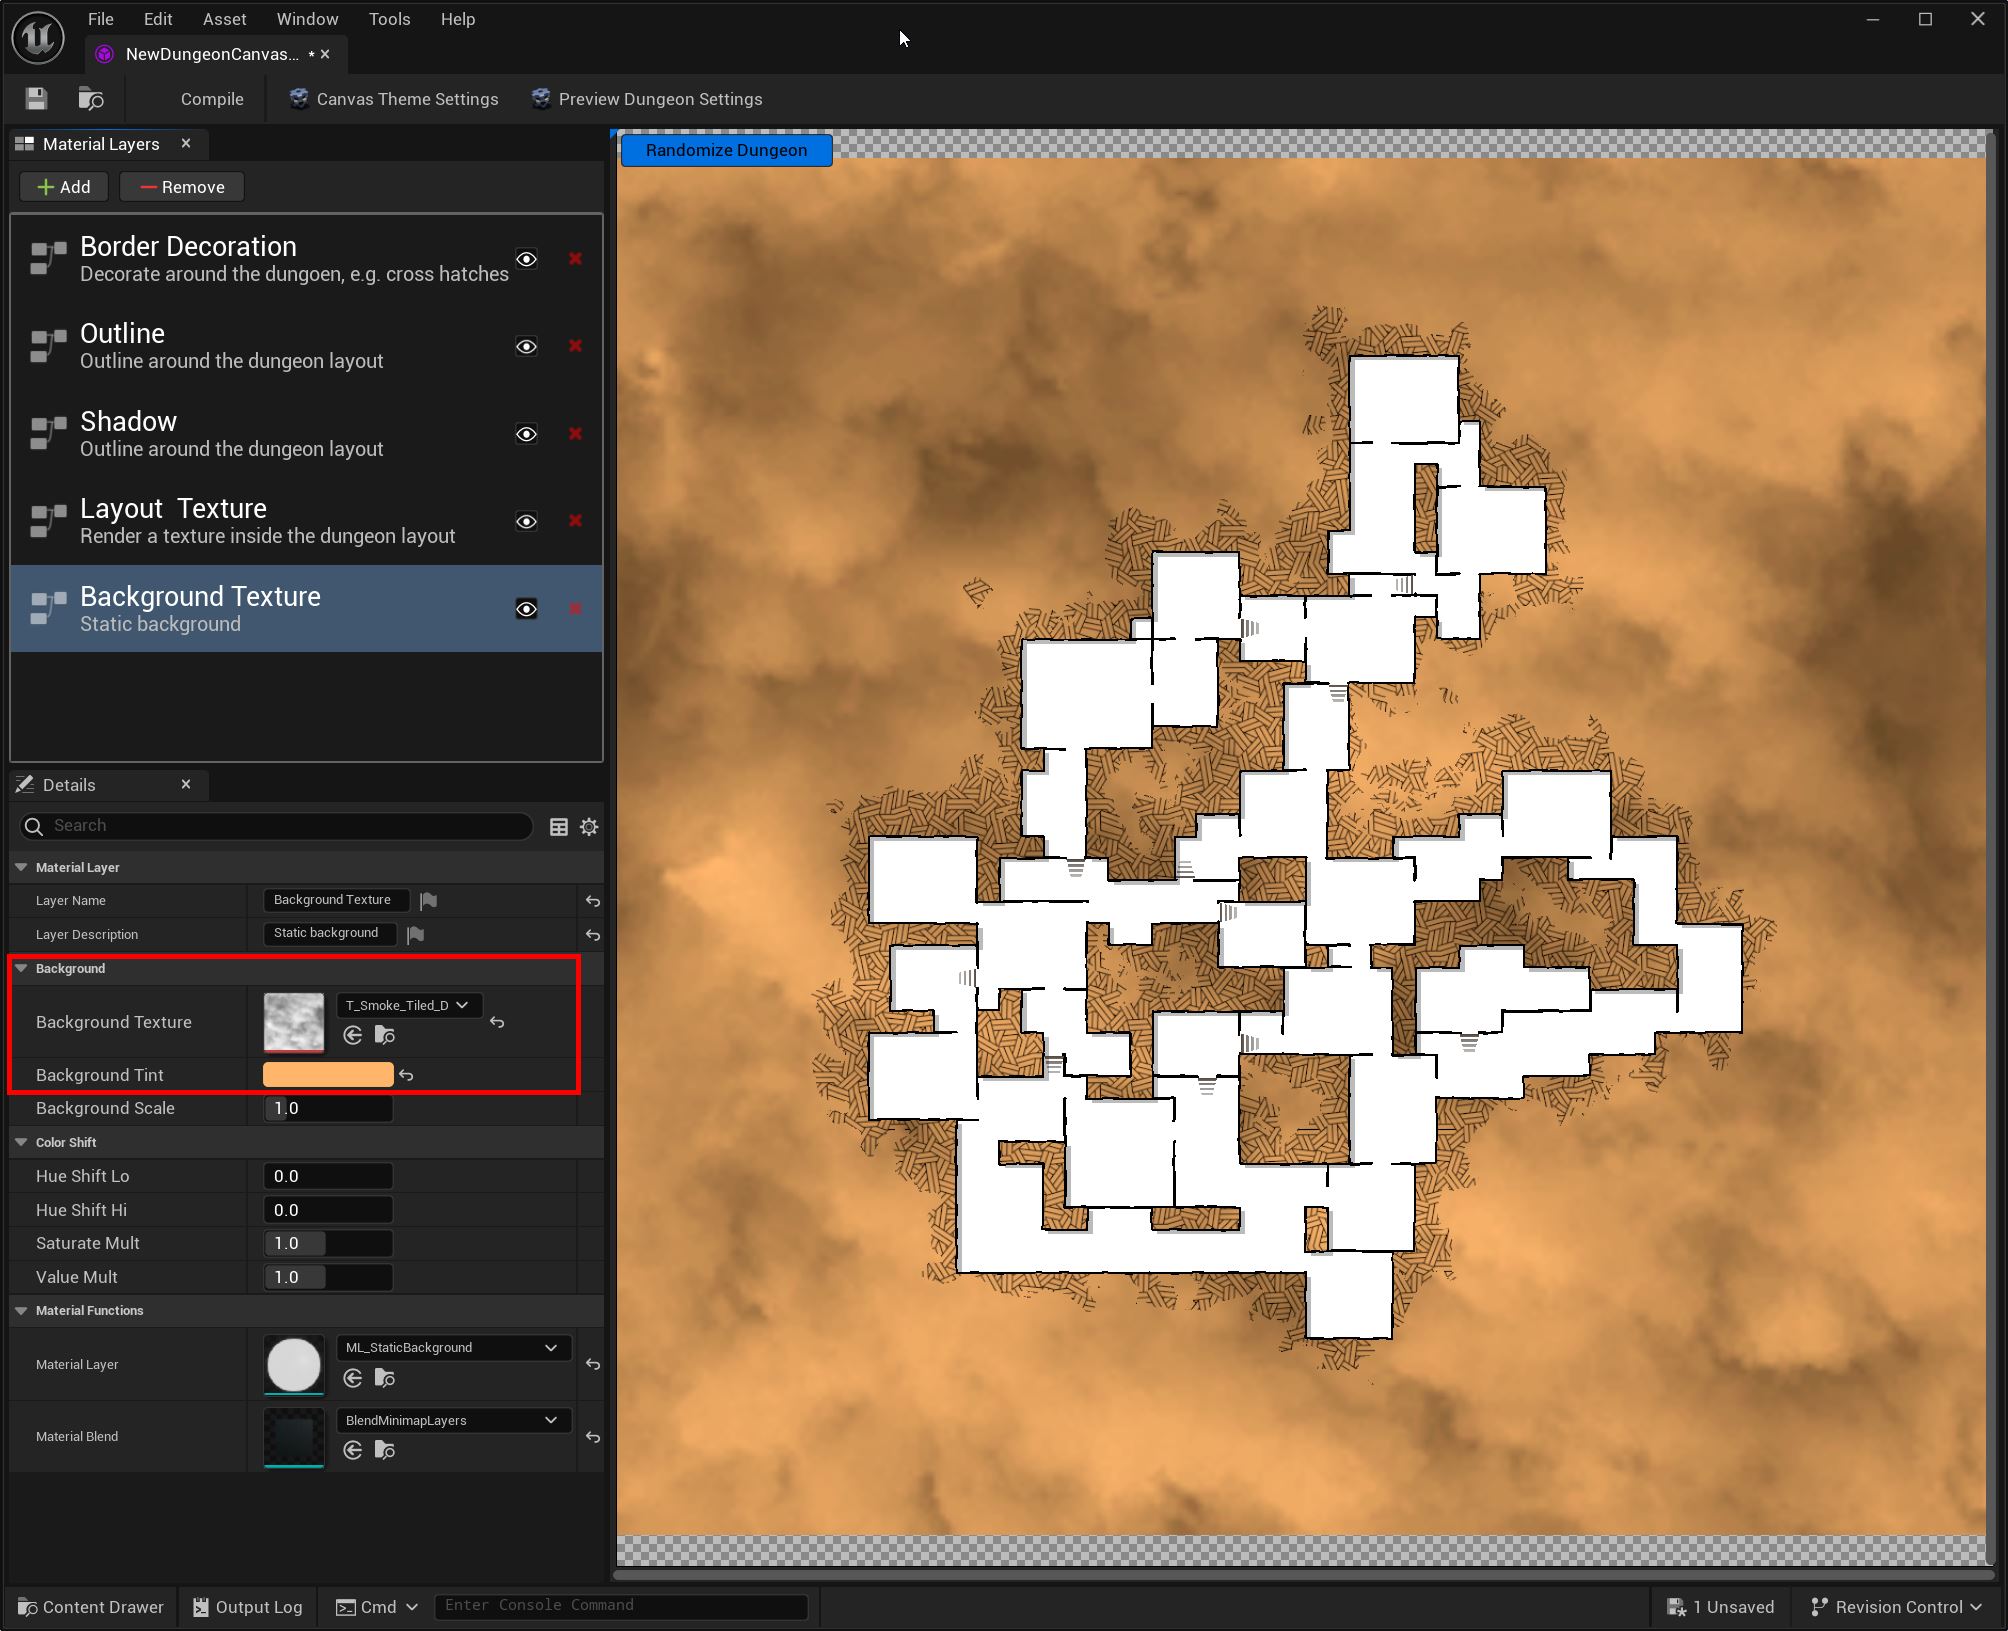 File Edit Asset Window Tools Help
NewDungeonCanvas... *
Compile Canvas Theme Settings Preview Dungeon Settings
Material Layers
Randomize Dungeon
Add Remove
Border Decoration
Decorate around the dungoen, e.g. cross hatches
Outline
Outline around the dungeon layout
Shadow
Outline around the dungeon layout
Layout Texture
Render a texture inside the dungeon layout
Background Texture
Static background
Details
Search
Material Layer
Layer Name Background Texture
Layer Description Static background
Background
Background Texture T_Smoke_Tiled_D
Background Tint
Background Scale 1.0
Color Shift
Hue Shift Lo 0.0
Hue Shift Hi 0.0
Saturate Mult 1.0
Value Mult 1.0
Material Functions
Material Layer ML_StaticBackground
Material Blend BlendMinimapLayers
Content Drawer Output Log Cmd Enter Console Command 1 Unsaved Revision Control